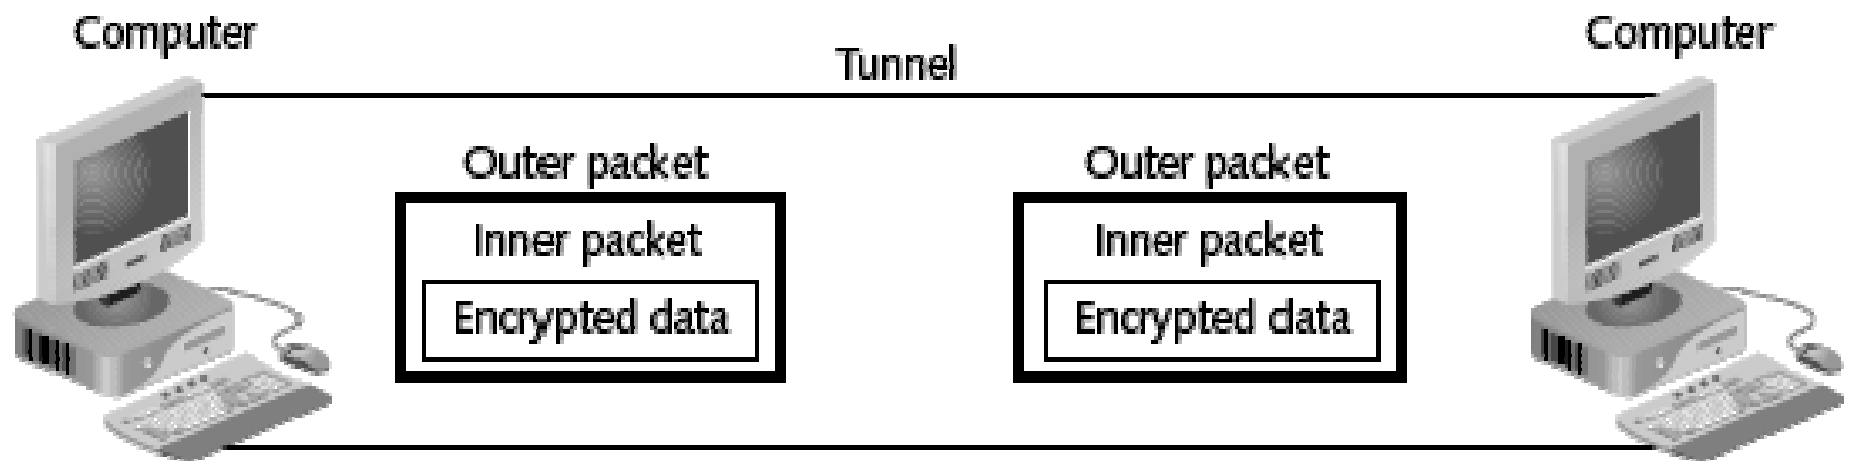 Computer
Tunnel
Computer
Outer packet
Inner packet
Encrypted data
Outer packet
Inner packet
Encrypted data